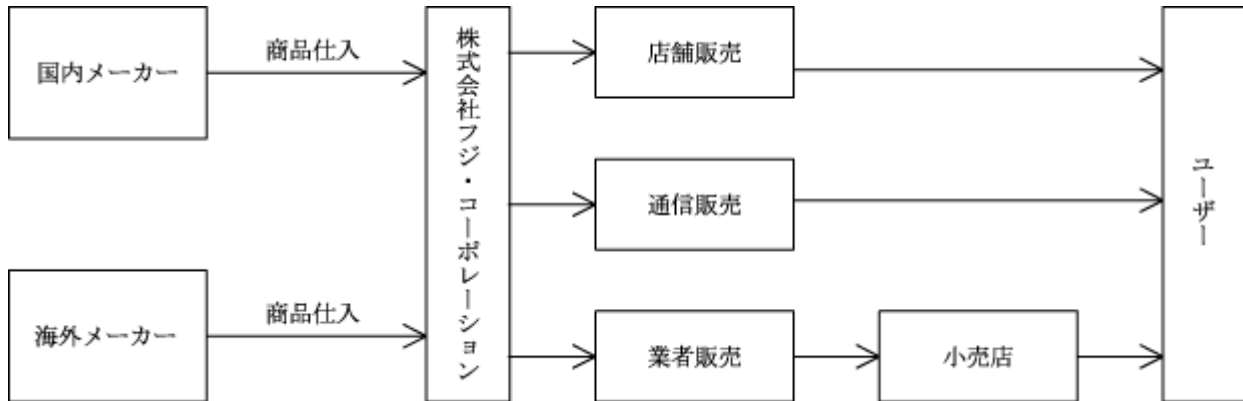 国内メーカー
商品仕入
海外メーカー
商品仕入
株式会社フジ・コーポレーション
店舗販売
通信販売
業者販売
小売店
ユーザー